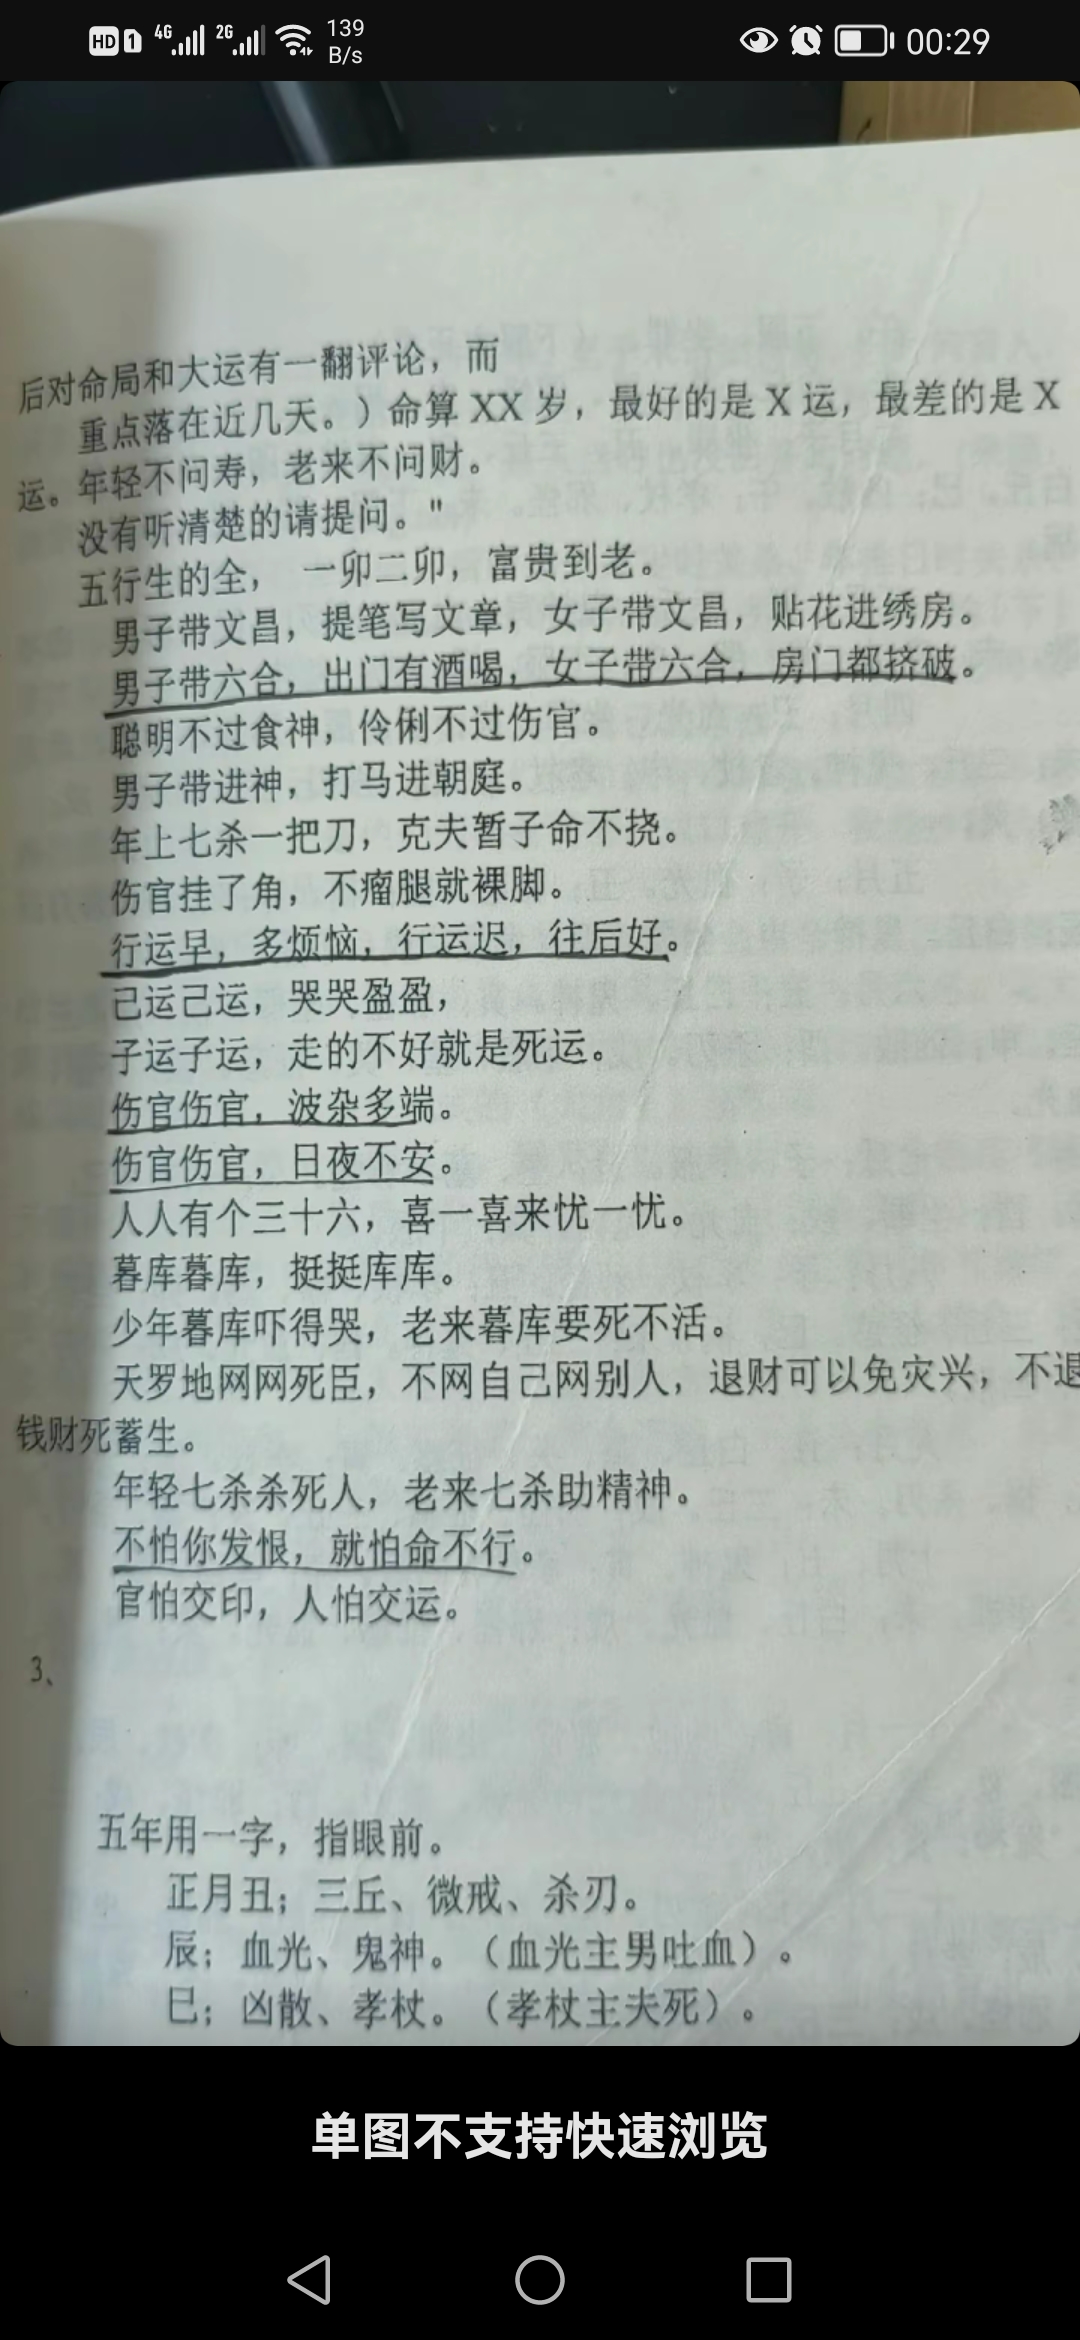 HD 1 4G 2G 139 B/s 00:29
后对命局和大运有一翻评论，而
重点落在近几天。）命算 XX 岁，最好的是 X 运，最差的是 X
运。年轻不问寿，老来不问财。
没有听清楚的请提问。"
五行生的全， 一卯二卯，富贵到老。
男子带文昌，提笔写文章，女子带文昌，贴花进绣房。
男子带六合，出门有酒喝，女子带六合，房门都挤破。
聪明不过食神，伶俐不过伤官。
男子带进神，打马进朝庭。
年上七杀一把刀，克夫暂子命不挠。
伤官挂了角，不瘤腿就裸脚。
行运早，多烦恼，行运迟，往后好。
己运己运，哭哭盈盈，
子运子运，走的不好就是死运。
伤官伤官，波杂多端。
伤官伤官，日夜不安。
人人有个三十六，喜一喜来忧一忧。
暮库暮库，挺挺库库。
少年暮库吓得哭，老来暮库要死不活。
天罗地网网死臣，不网自己网别人，退财可以免灾兴，不退
钱财死蓄生。
年轻七杀杀死人，老来七杀助精神。
不怕你发恨，就怕命不行。
官怕交印，人怕交运。
3、
五年用一字，指眼前。
正月丑；三丘、微戒、杀刃。
辰；血光、鬼神。（血光主男吐血）。
巳；凶散、孝杖。（孝杖主夫死）。
单图不支持快速浏览